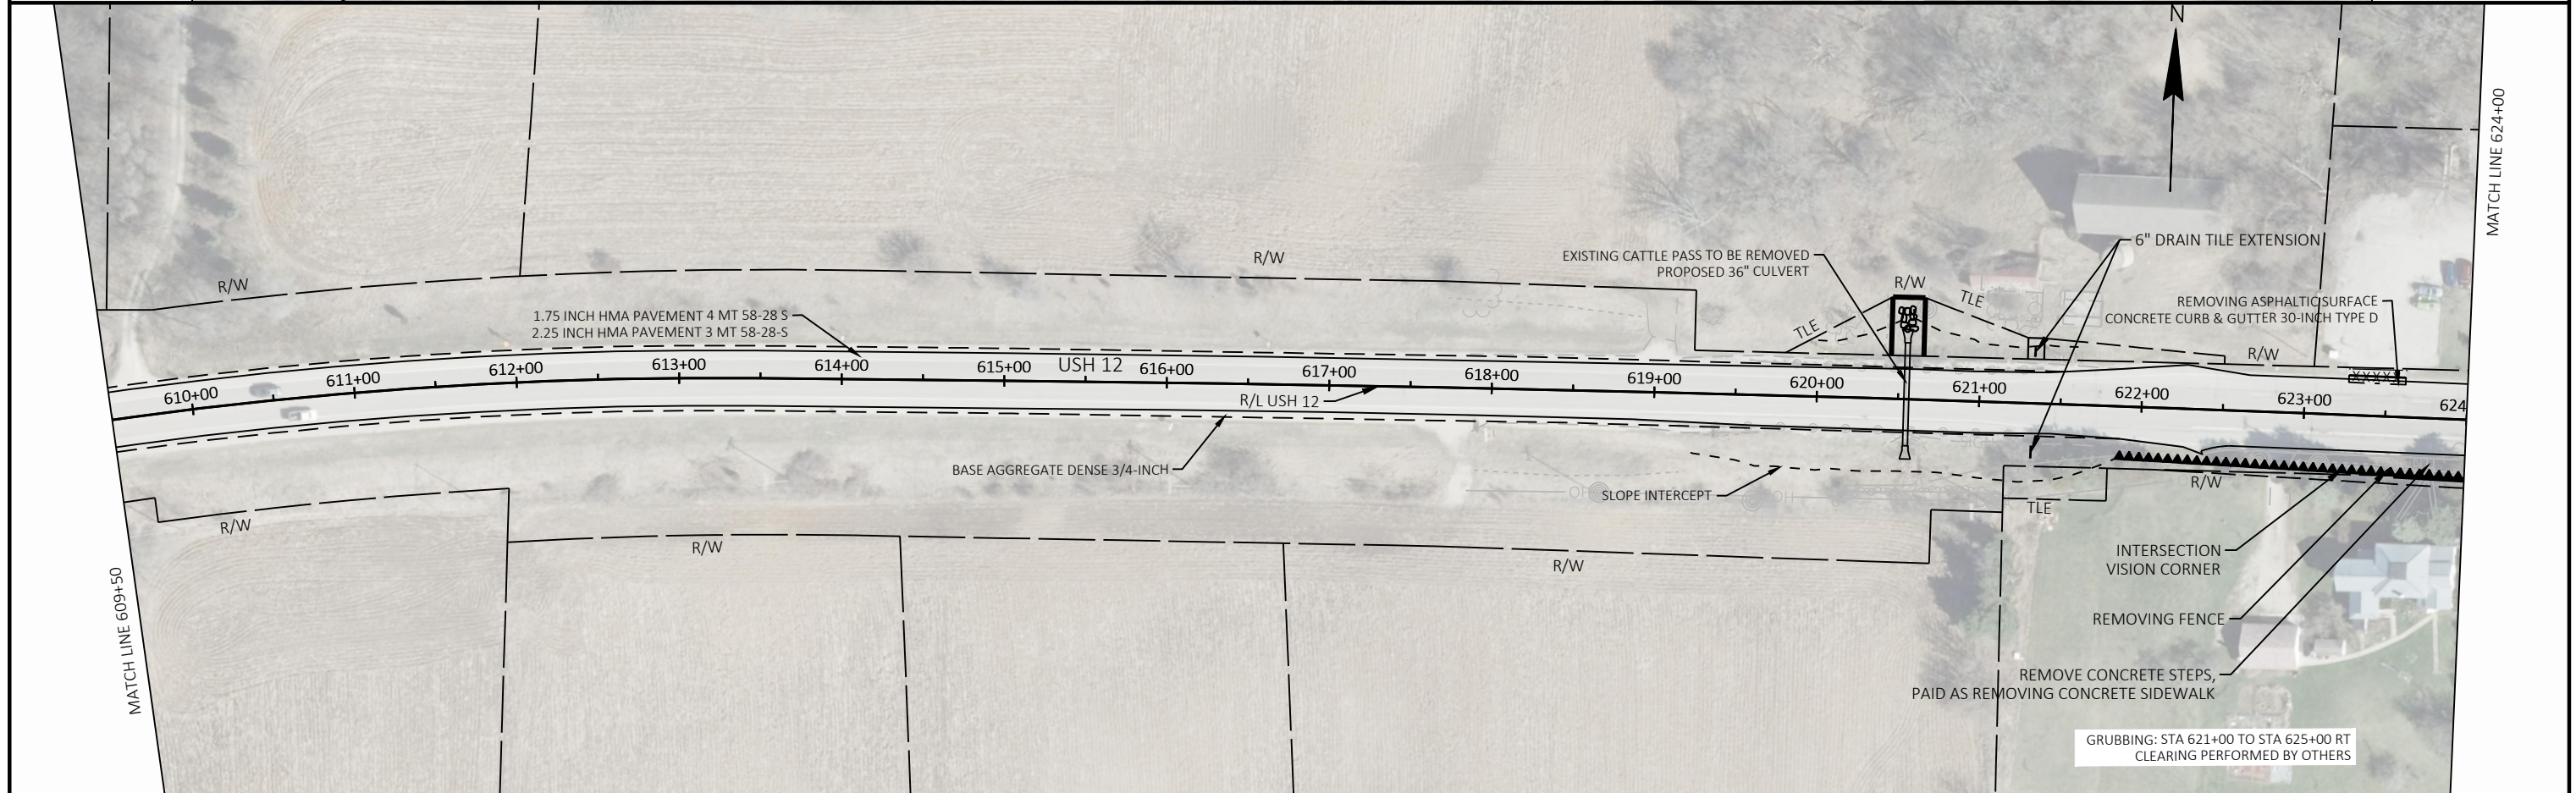 N
MATCH LINE 624+00
6" DRAIN TILE EXTENSION
EXISTING CATTLE PASS TO BE REMOVED
PROPOSED 36" CULVERT
R/W
R/W
R/W
TLE
TLE
REMOVING ASPHALTIC SURFACE
CONCRETE CURB & GUTTER 30-INCH TYPE D
1.75 INCH HMA PAVEMENT 4 MT 58-28 S
2.25 INCH HMA PAVEMENT 3 MT 58-28-S
R/W
USH 12
610+00
611+00
612+00
613+00
614+00
615+00
616+00
617+00
618+00
619+00
620+00
621+00
622+00
623+00
624
R/L USH 12
BASE AGGREGATE DENSE 3/4-INCH
SLOPE INTERCEPT
OH
OH
R/W
TLE
R/W
R/W
R/W
INTERSECTION
VISION CORNER
MATCH LINE 609+50
REMOVING FENCE
REMOVE CONCRETE STEPS,
PAID AS REMOVING CONCRETE SIDEWALK
GRUBBING: STA 621+00 TO STA 625+00 RT
CLEARING PERFORMED BY OTHERS